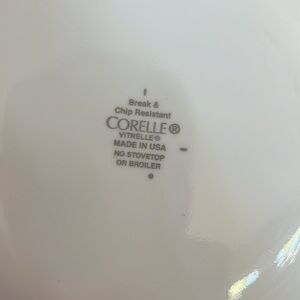 Break &
Chip Resistant
CORELLE®
VITRELLE®
MADE IN USA
NO STOVETOP
OR BROILER